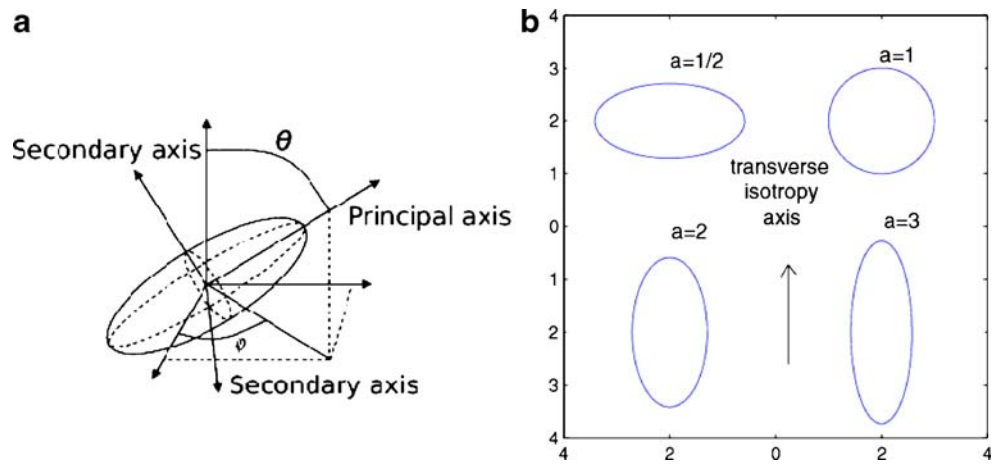 a
θ
Secondary axis
Principal axis
φ
Secondary axis
b
4
3
2
1
0
1
2
3
4
a=1/2
a=1
transverse
isotropy
axis
a=2
a=3
4 2 0 2 4